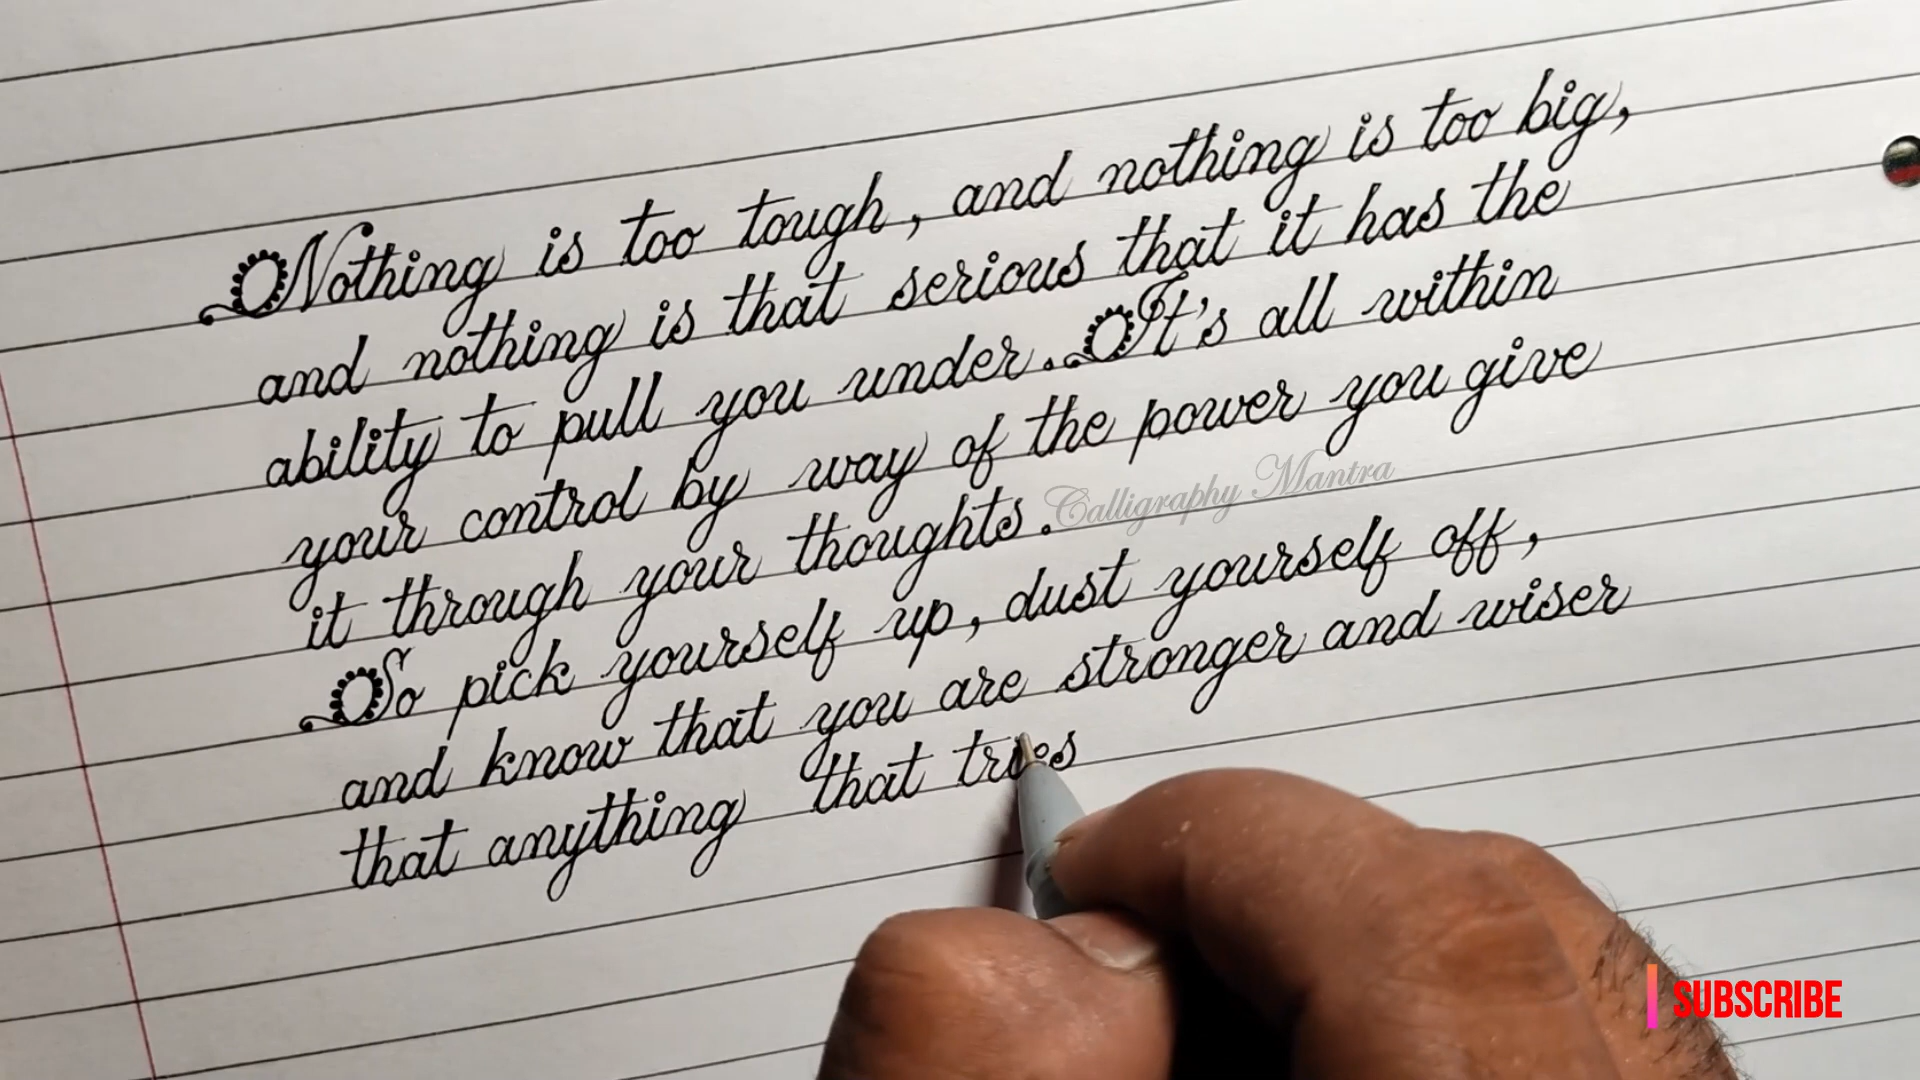 Nothing is too tough, and nothing is too big,
and nothing is that serious that it has the
ability to pull you under. It's all within
your control by way of the power you give
it through your thoughts.
Calligraphy Mantra
So pick yourself up, dust yourself off,
and know that you are stronger and wiser
that anything that tries
SUBSCRIBE